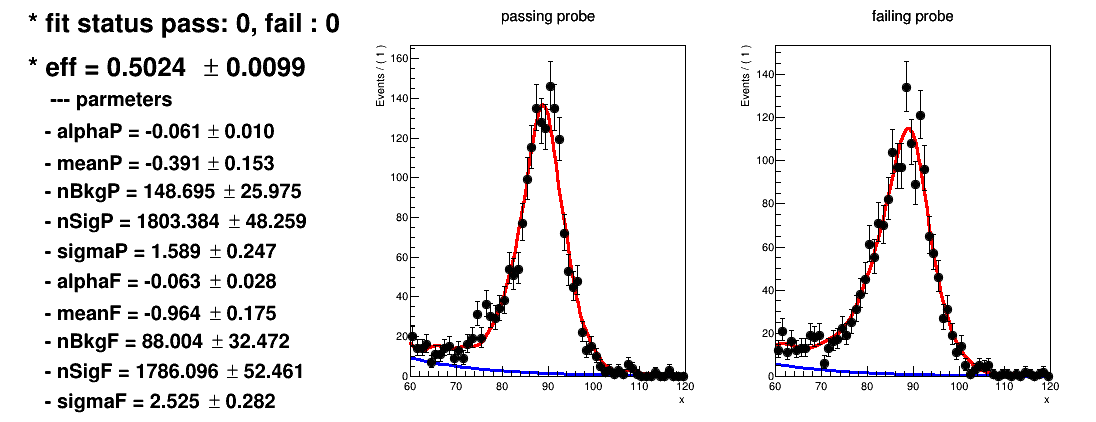 * fit status pass: 0, fail : 0
* eff = 0.5024 ± 0.0099
--- parmeters
- alphaP = -0.061 ± 0.010
- meanP = -0.391 ± 0.153
- nBkgP = 148.695 ± 25.975
- nSigP = 1803.384 ± 48.259
- sigmaP = 1.589 ± 0.247
- alphaF = -0.063 ± 0.028
- meanF = -0.964 ± 0.175
- nBkgF = 88.004 ± 32.472
- nSigF = 1786.096 ± 52.461
- sigmaF = 2.525 ± 0.282
passing probe
Events / ( 1 )
160
140
120
100
80
60
40
20
0
60 70 80 90 100 110 120
x
failing probe
Events / ( 1 )
140
120
100
80
60
40
20
0
60 70 80 90 100 110 120
x